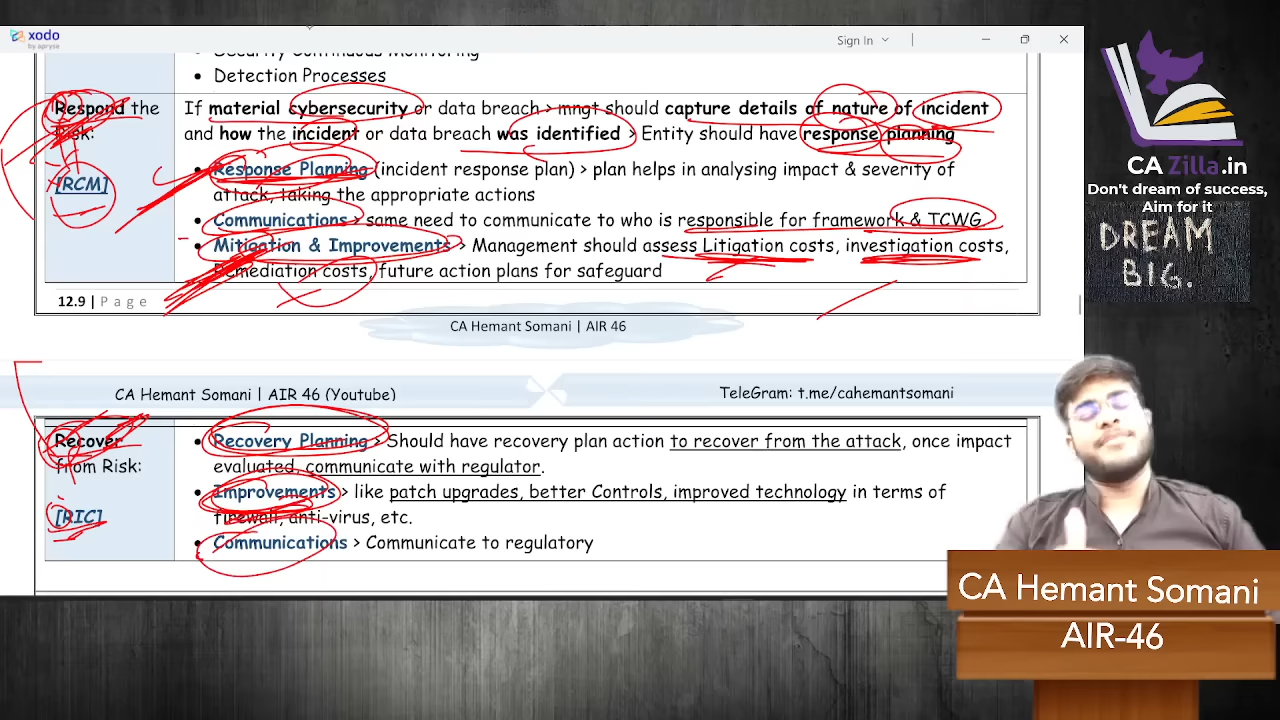 xodo
by apryse
Sign In
Security Continuous Monitoring
• Detection Processes
Respond the
Risk:
[RCM]
If material cybersecurity or data breach > mngt should capture details of nature of incident
and how the incident or data breach was identified > Entity should have response planning
• Response Planning (incident response plan) > plan helps in analysing impact & severity of
attack, taking the appropriate actions
• Communications > same need to communicate to who is responsible for framework & TCWG.
• Mitigation & Improvements > Management should assess Litigation costs, investigation costs,
Remediation costs, future action plans for safeguard
12.9 | Page
CA Hemant Somani | AIR 46
CA Hemant Somani | AIR 46 (Youtube)
TeleGram: t.me/cahemantsomani
Recover
from Risk:
[RIC]
• Recovery Planning > Should have recovery plan action to recover from the attack, once impact
evaluated, communicate with regulator.
• Improvements > like patch upgrades, better Controls, improved technology in terms of
firewall, anti-virus, etc.
• Communications > Communicate to regulatory
CA Zilla.in
Don't dream of success,
Aim for it
DREAM
BIG.
CA Hemant Somani
AIR-46